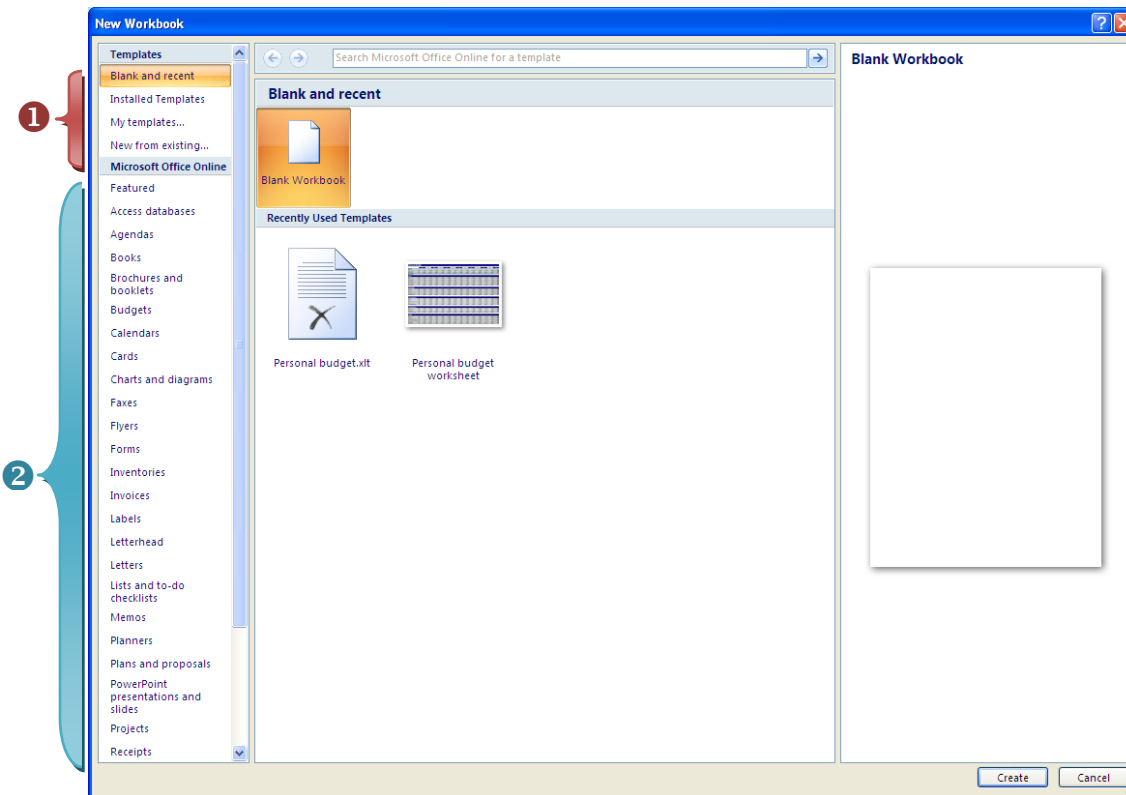 New Workbook
?
1
2
Templates
Blank and recent
Installed Templates
My templates...
New from existing...
Microsoft Office Online
Featured
Access databases
Agendas
Books
Brochures and
booklets
Budgets
Calendars
Cards
Charts and diagrams
Faxes
Flyers
Forms
Inventories
Invoices
Labels
Letterhead
Letters
Lists and to-do
checklists
Memos
Planners
Plans and proposals
PowerPoint
presentations and
slides
Projects
Receipts
Search Microsoft Office Online for a template
Blank and recent
Blank Workbook
Recently Used Templates
Personal budget.xlt
Personal budget
worksheet
Blank Workbook
Create
Cancel